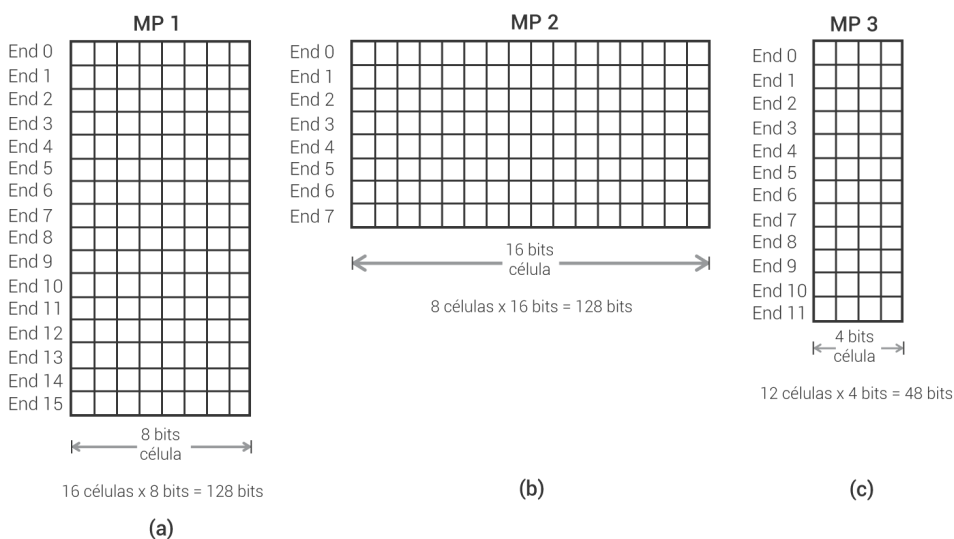 MP 1
End 0
End 1
End 2
End 3
End 4
End 5
End 6
End 7
End 8
End 9
End 10
End 11
End 12
End 13
End 14
End 15
8 bits
célula
16 células x 8 bits = 128 bits
(a)
MP 2
End 0
End 1
End 2
End 3
End 4
End 5
End 6
End 7
16 bits
célula
8 células x 16 bits = 128 bits
(b)
MP 3
End 0
End 1
End 2
End 3
End 4
End 5
End 6
End 7
End 8
End 9
End 10
End 11
4 bits
célula
12 células x 4 bits = 48 bits
(c)